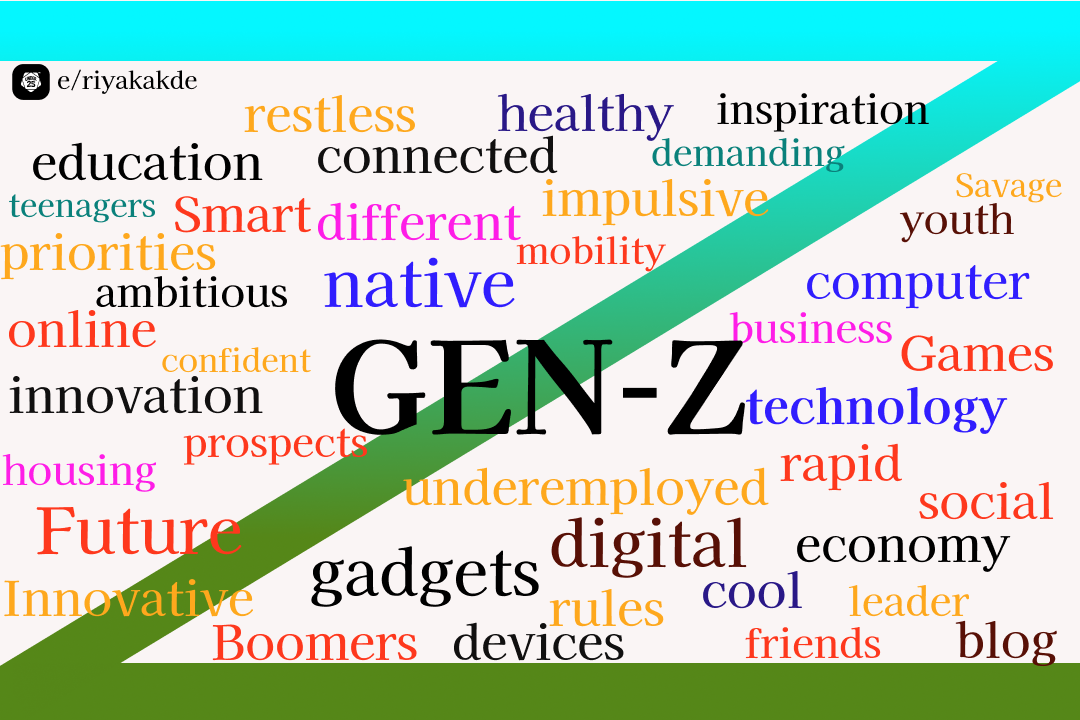 e/riyakakde
restless healthy inspiration
education connected demanding
teenagers Smart different impulsive Savage
priorities mobility youth
ambitious native computer
online confident business Games
innovation GEN-Z technology
prospects
housing underemployed rapid
Future digital social
gadgets economy
Innovative rules cool leader
Boomers devices friends blog